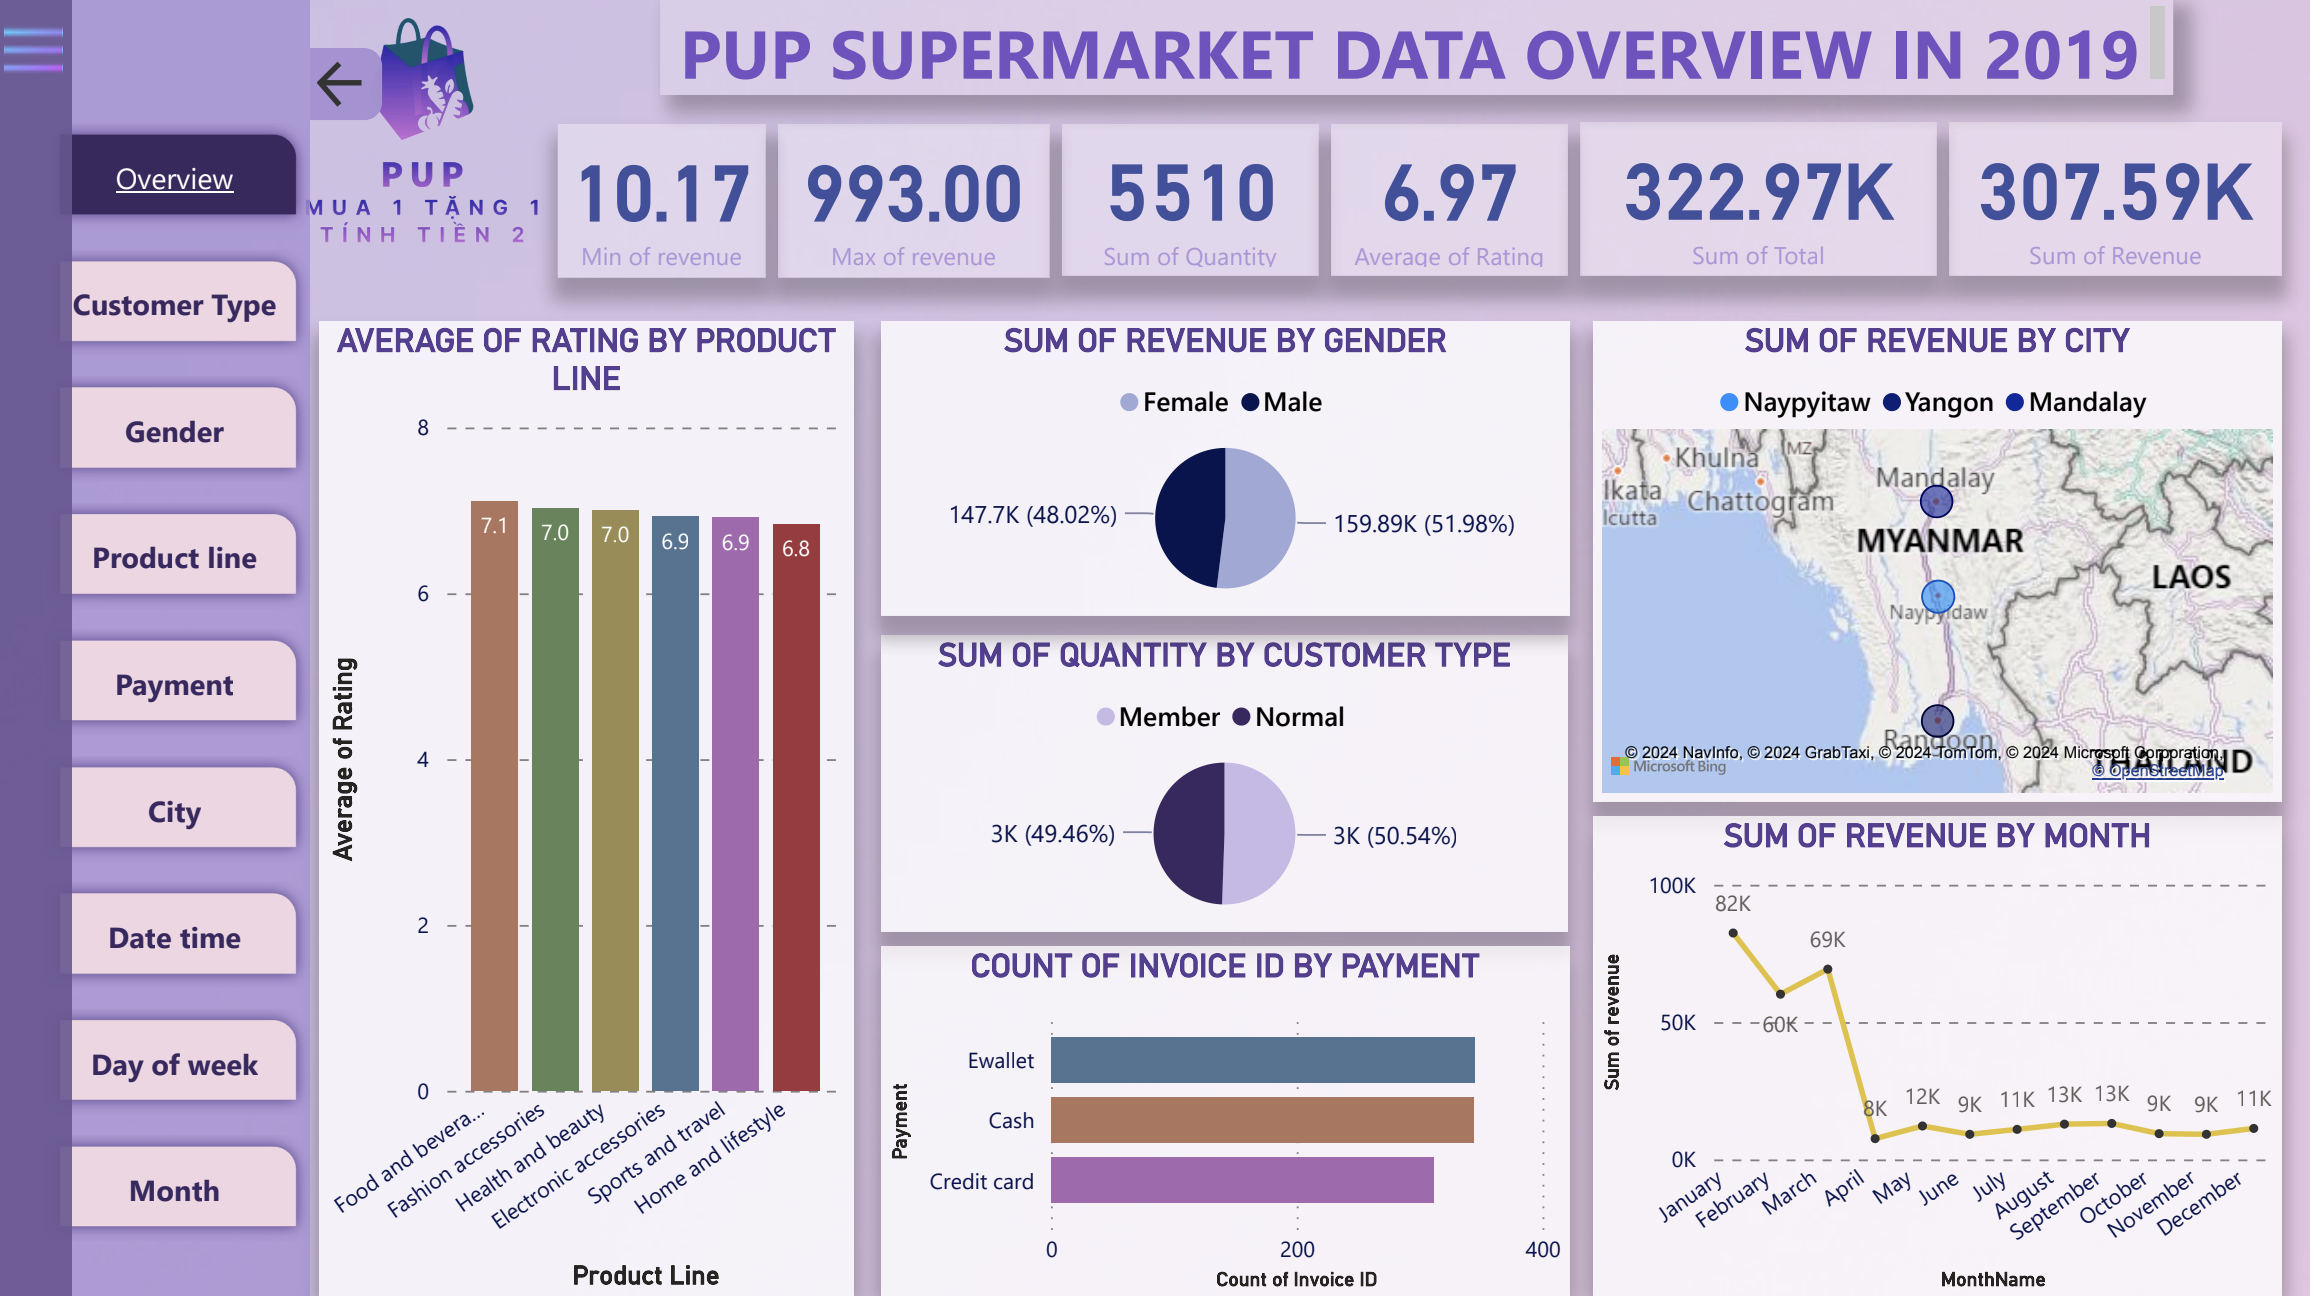 PUP SUPERMARKET DATA OVERVIEW IN 2019
PUP
MUA 1 TẶNG 1
TÍNH TIỀN 2
Overview
Customer Type
Gender
Product line
Payment
City
Date time
Day of week
Month
10.17
Min of revenue
993.00
Max of revenue
5510
Sum of Quantity
6.97
Average of Rating
322.97K
Sum of Total
307.59K
Sum of Revenue
AVERAGE OF RATING BY PRODUCT
LINE
8
6
4
2
0
Average of Rating
7.1
7.0
7.0
6.9
6.9
6.8
Food and bevera...
Fashion accessories
Health and beauty
Electronic accessories
Sports and travel
Home and lifestyle
Product Line
SUM OF REVENUE BY GENDER
Female Male
147.7K (48.02%)
159.89K (51.98%)
SUM OF QUANTITY BY CUSTOMER TYPE
Member Normal
3K (49.46%)
3K (50.54%)
COUNT OF INVOICE ID BY PAYMENT
Payment
Ewallet
Cash
Credit card
0 200 400
Count of Invoice ID
SUM OF REVENUE BY CITY
Naypyitaw Yangon Mandalay
Khulna
MZ
lkata
lcutta
Chattogram
Mandalay
MYANMAR
LAOS
Naypyidaw
Rangoon
THAILAND
© 2024 NavInfo, © 2024 GrabTaxi, © 2024 TomTom, © 2024 Microsoft Corporation,
© OpenStreetMap
Microsoft Bing
SUM OF REVENUE BY MONTH
100K
50K
0K
Sum of revenue
82K
60K
69K
8K
12K
9K
11K
13K
13K
9K
9K
11K
January
February
March
April
May
June
July
August
September
October
November
December
MonthName